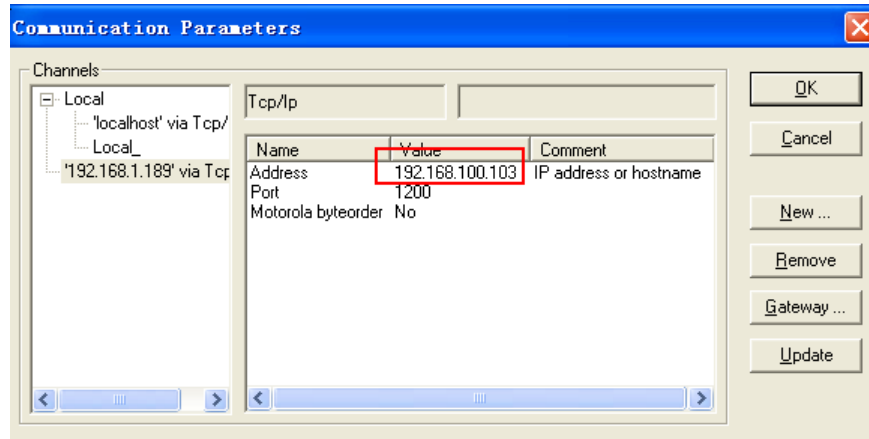 Communication Parameters
Channels
Local
'localhost' via Tcp/
Local_
'192.168.1.189' via Tcp
Tcp/Ip
Name Value Comment
Address 192.168.100.103 IP address or hostname
Port 1200
Motorola byteorder No
OK
Cancel
New ...
Remove
Gateway ...
Update